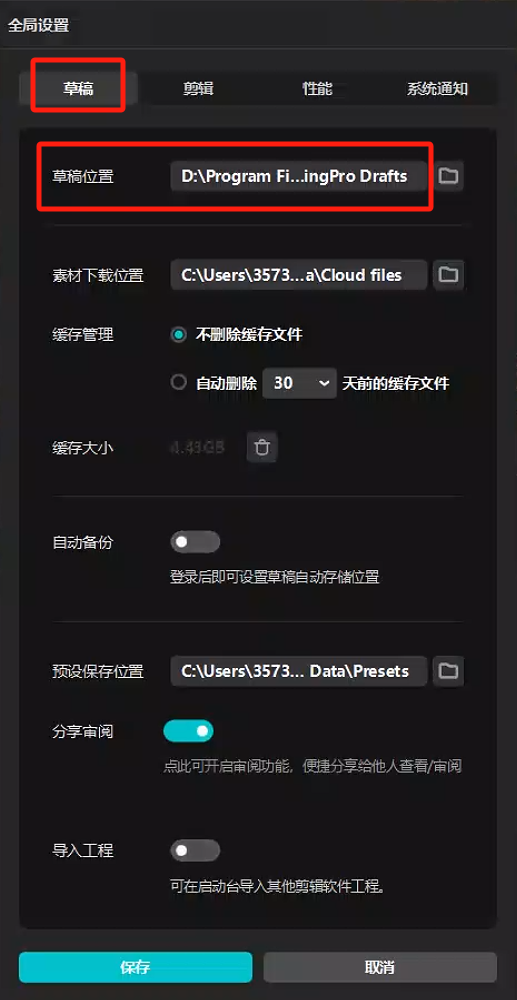 全局设置
草稿 剪辑 性能 系统通知
草稿位置 D:\Program Fi...ingPro Drafts
素材下载位置 C:\Users\3573...a\Cloud files
缓存管理 不删除缓存文件
自动删除 30 天前的缓存文件
缓存大小 4.43GB
自动备份
登录后即可设置草稿自动存储位置
预设保存位置 C:\Users\3573... Data\Presets
分享审阅
点此可开启审阅功能，便捷分享给他人查看/审阅
导入工程
可在启动台导入其他剪辑软件工程。
保存 取消